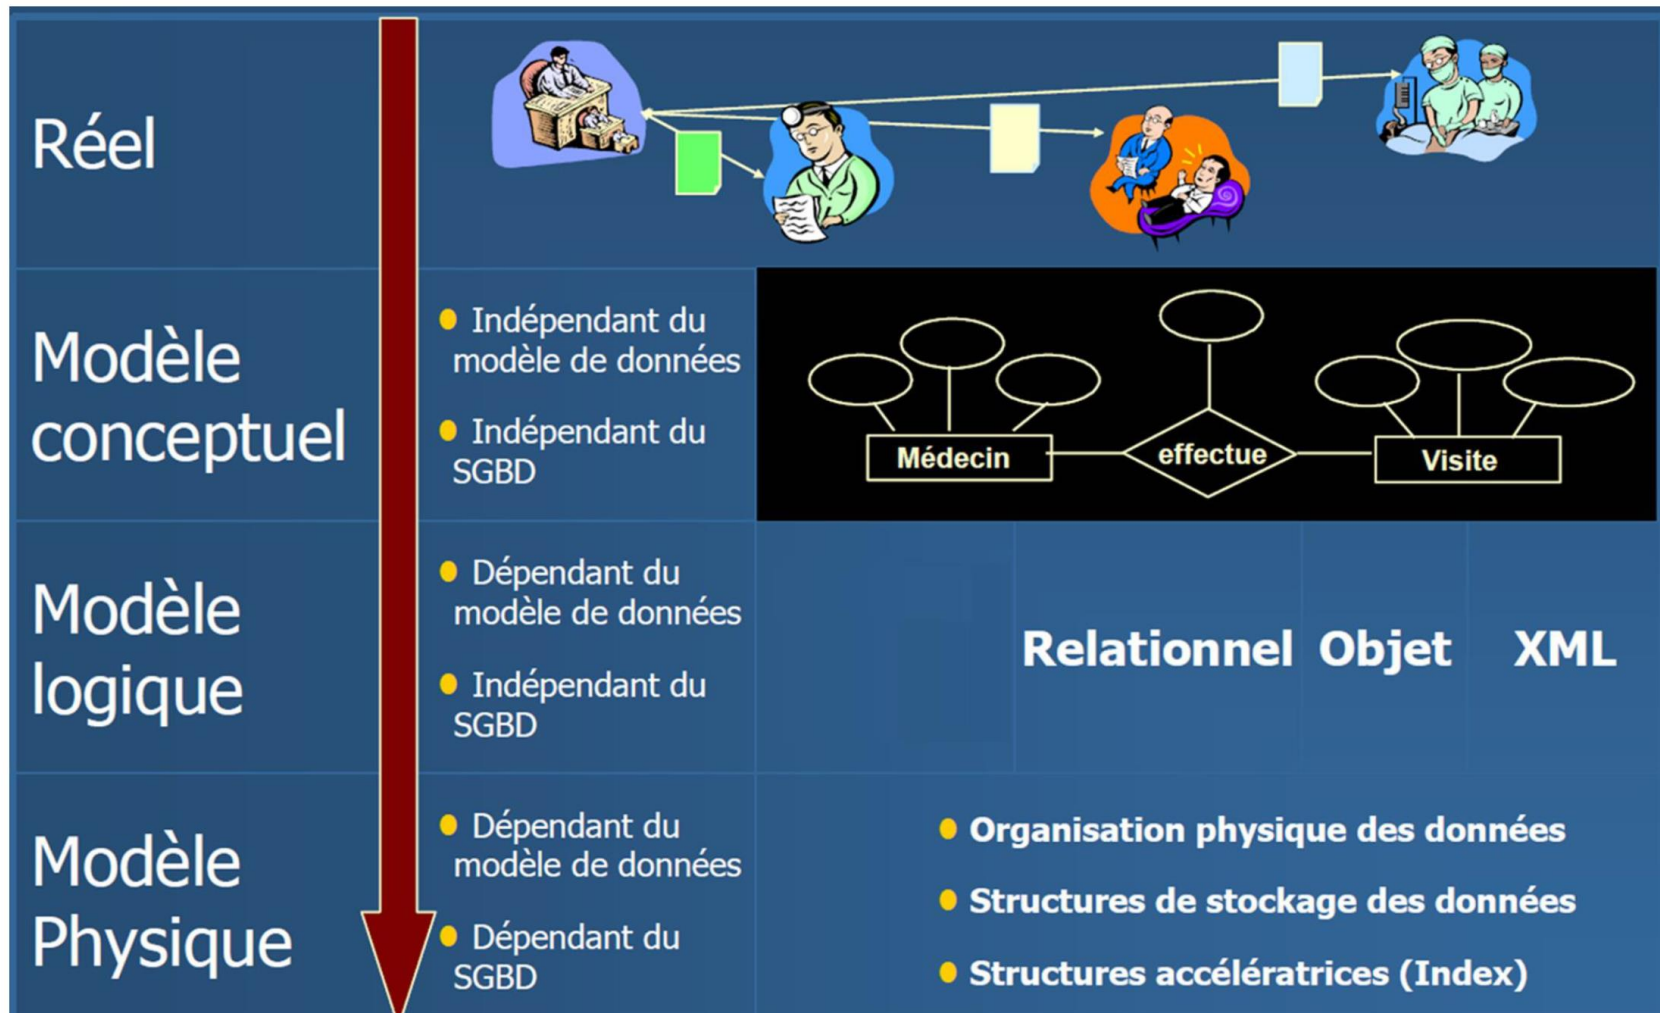 Réel
Modèle
conceptuel
• Indépendant du
modèle de données
• Indépendant du
SGBD
Médecin
effectue
Visite
Modèle
logique
• Dépendant du
modèle de données
• Indépendant du
SGBD
Relationnel
Objet
XML
Modèle
Physique
• Dépendant du
modèle de données
• Dépendant du
SGBD
• Organisation physique des données
• Structures de stockage des données
• Structures accélératrices (Index)